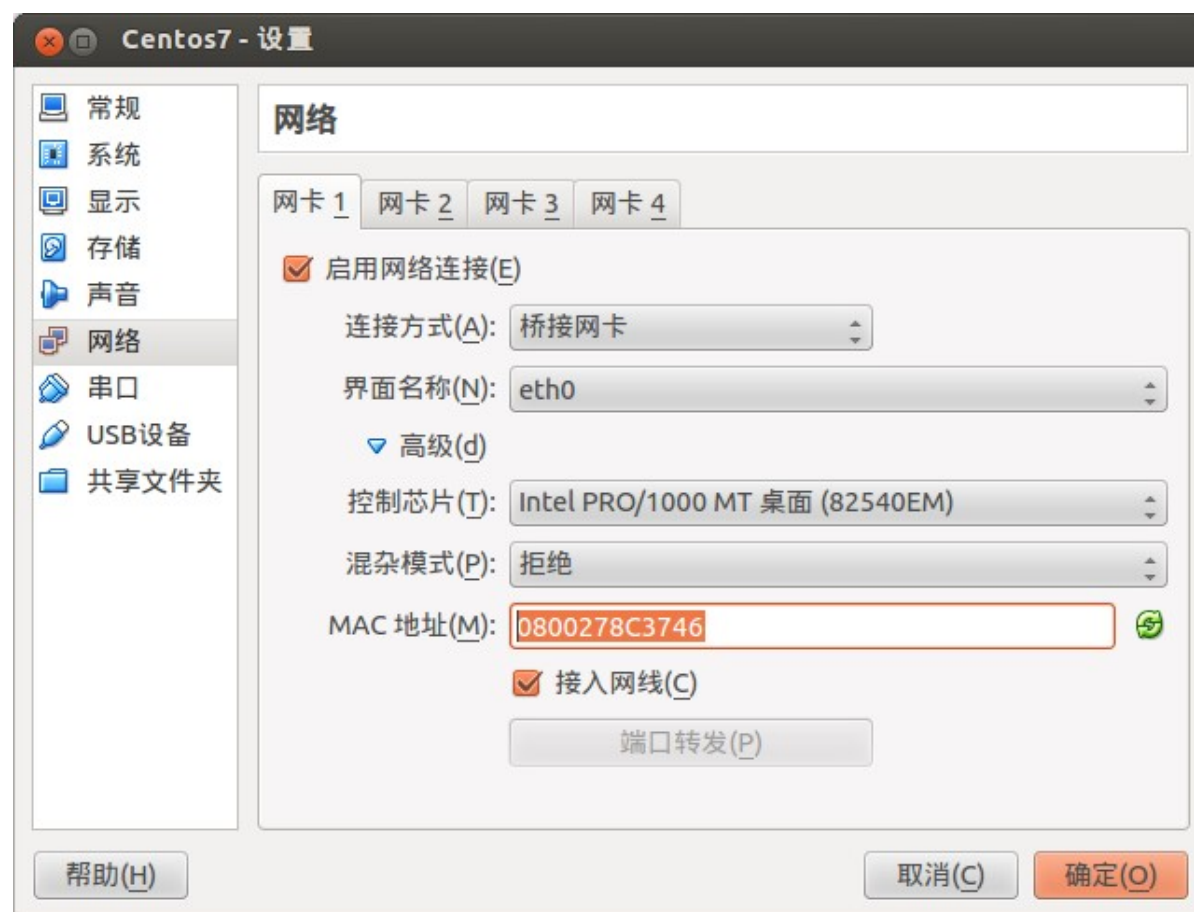 Centos7 - 设置
常规
系统
显示
存储
声音
网络
串口
USB设备
共享文件夹
网络
网卡 1 网卡 2 网卡 3 网卡 4
启用网络连接(E)
连接方式(A): 桥接网卡
界面名称(N): eth0
高级(d)
控制芯片(T): Intel PRO/1000 MT 桌面 (82540EM)
混杂模式(P): 拒绝
MAC 地址(M): 0800278C3746
接入网线(C)
端口转发(P)
帮助(H) 取消(C) 确定(O)